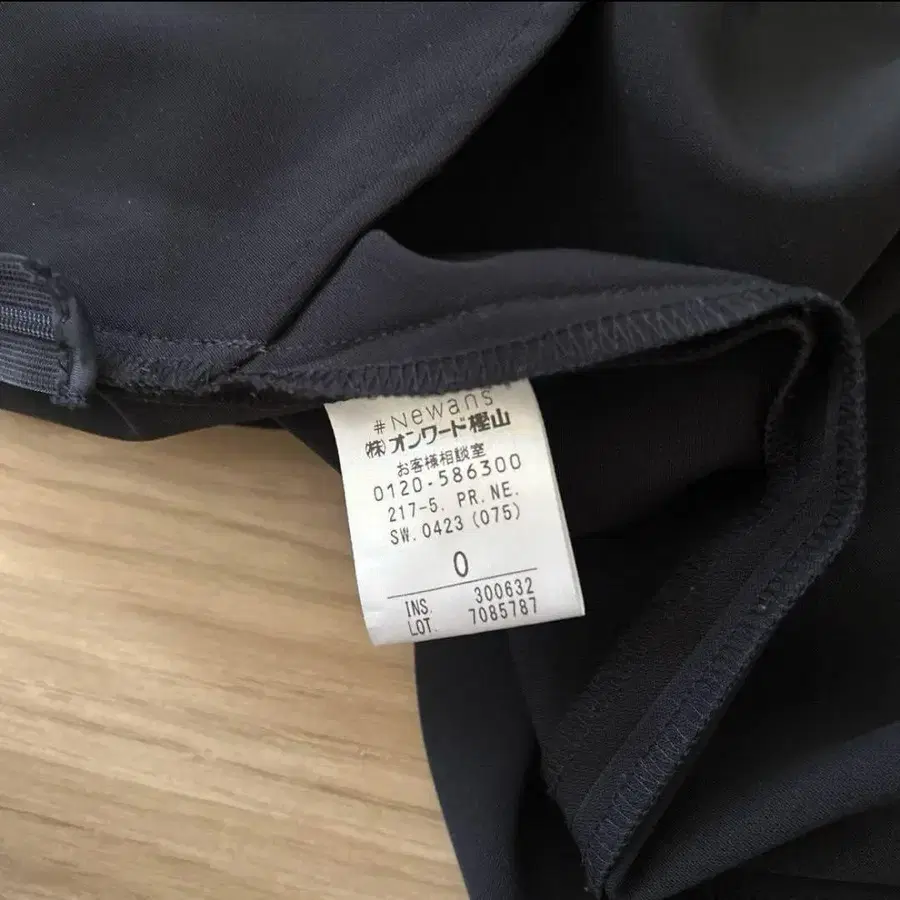 #Newans
㈱オンワード樫山
お客様相談室
0120-586300
217-5. PR. NE.
SW. 0423 (075)
0
INS. 300632
LOT. 7085787